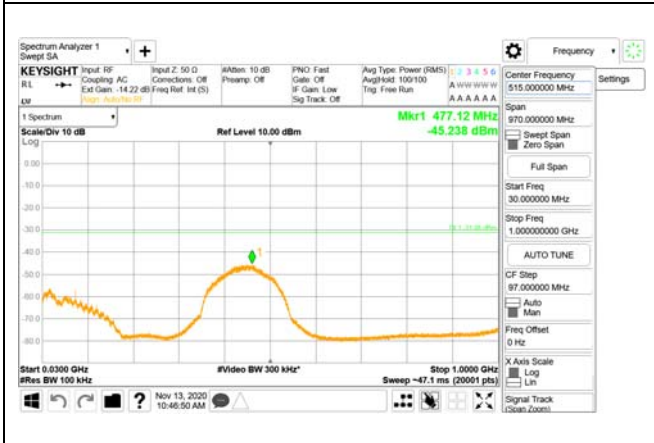 Spectrum Analyzer 1
Swept SA
+
Frequency
KEYSIGHT
RL
Input: RF
Coupling: AC
Ext Gain: -14.22 dB
Align: Auto/No RF
Input Z: 50 Ω
Corrections: Off
Freq Ref: Int (S)
#Atten: 10 dB
Preamp: Off
PNO: Fast
Gate: Off
IF Gain: Low
Sig Track: Off
Avg Type: Power (RMS)
Avg|Hold: 100/100
Trig: Free Run
1 2 3 4 5 6
A W W W W W
A A A A A A
Center Frequency
515.000000 MHz
Settings
Span
970.000000 MHz
Swept Span
Zero Span
Full Span
Start Freq
30.000000 MHz
Stop Freq
1.000000000 GHz
AUTO TUNE
CF Step
97.000000 MHz
Auto
Man
Freq Offset
0 Hz
X Axis Scale
Log
Lin
Signal Track
(Span Zoom)
1 Spectrum
Scale/Div 10 dB
Log
Ref Level 10.00 dBm
Mkr1 477.12 MHz
-45.238 dBm
0.00
-10.0
-20.0
-30.0
-40.0
-50.0
-60.0
-70.0
-80.0
1
Start 0.0300 GHz
#Res BW 100 kHz
#Video BW 300 kHz*
Stop 1.0000 GHz
Sweep ~47.1 ms (20001 pts)
?
Nov 13, 2020
10:46:50 AM